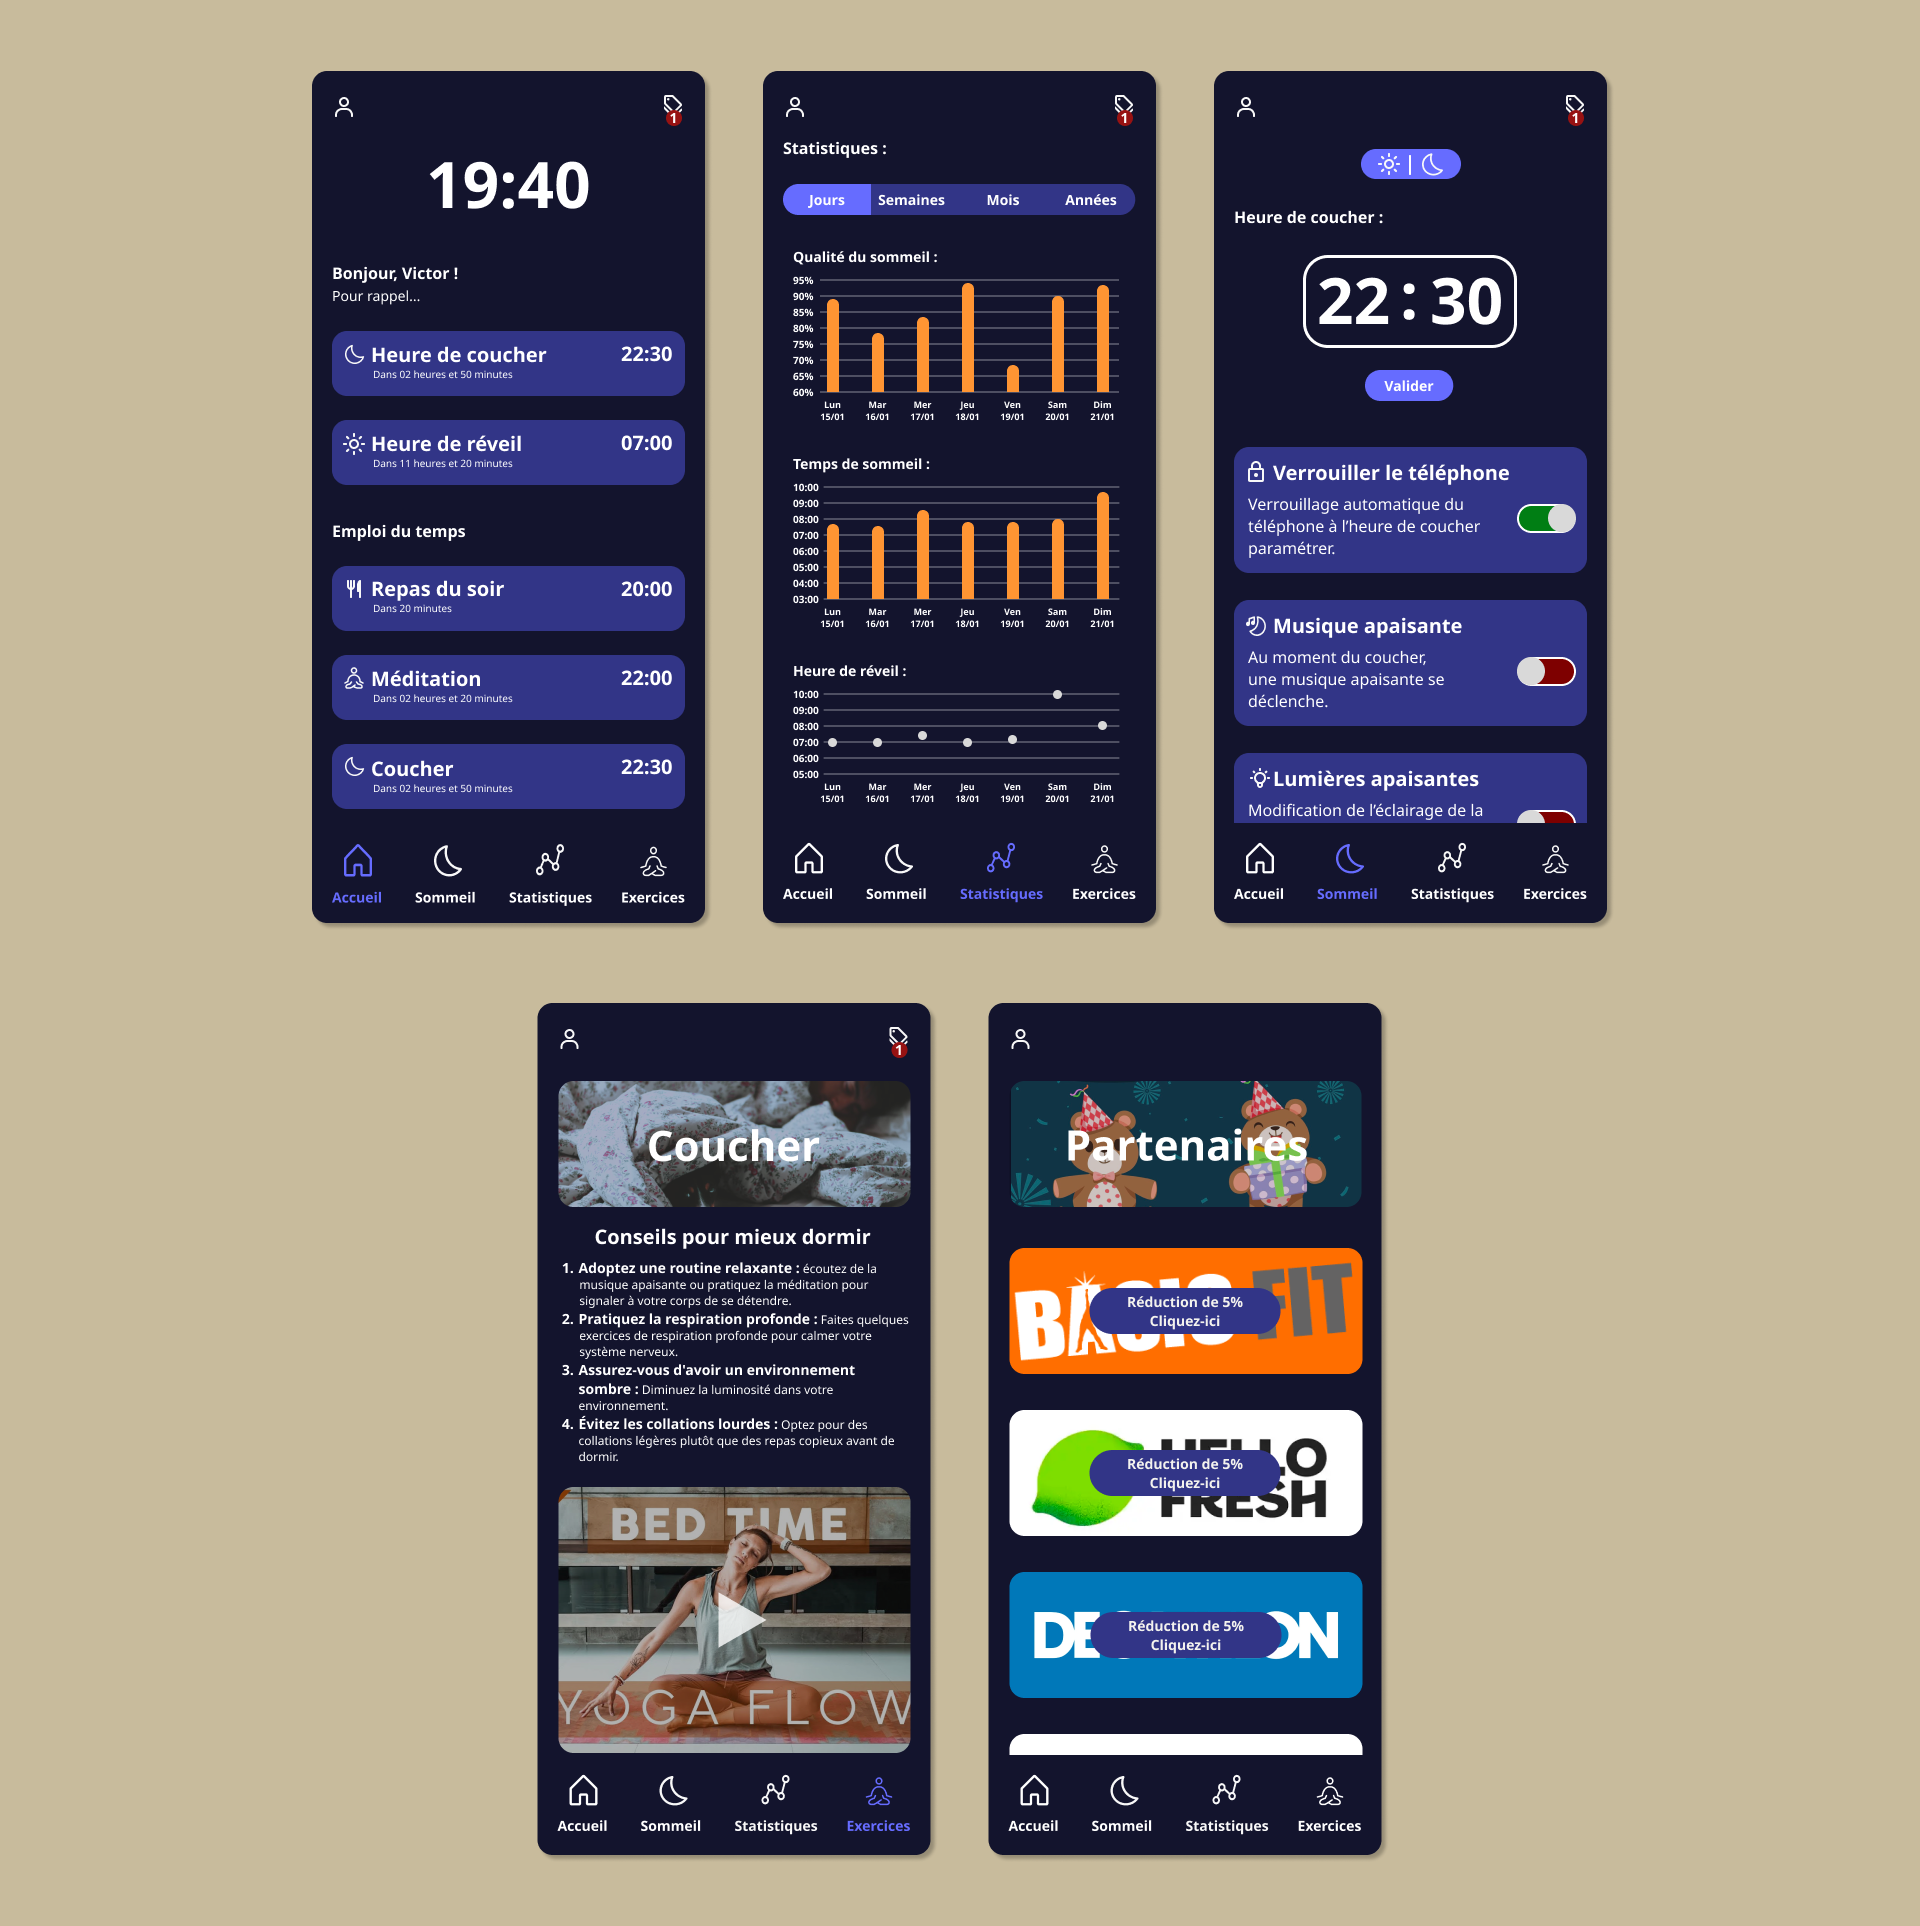 1
19:40
Bonjour, Victor !
Pour rappel...
Heure de coucher 22:30
Dans 02 heures et 50 minutes
Heure de réveil 07:00
Dans 11 heures et 20 minutes
Emploi du temps
Repas du soir 20:00
Dans 20 minutes
Méditation 22:00
Dans 02 heures et 20 minutes
Coucher 22:30
Dans 02 heures et 50 minutes
Accueil Sommeil Statistiques Exercices
1
Statistiques :
Jours Semaines Mois Années
Qualité du sommeil :
95%
90%
85%
80%
75%
70%
65%
60%
Lun Mar Mer Jeu Ven Sam Dim
15/01 16/01 17/01 18/01 19/01 20/01 21/01
Temps de sommeil :
10:00
09:00
08:00
07:00
06:00
05:00
04:00
03:00
Lun Mar Mer Jeu Ven Sam Dim
15/01 16/01 17/01 18/01 19/01 20/01 21/01
Heure de réveil :
10:00
09:00
08:00
07:00
06:00
05:00
Lun Mar Mer Jeu Ven Sam Dim
15/01 16/01 17/01 18/01 19/01 20/01 21/01
Accueil Sommeil Statistiques Exercices
1
Heure de coucher :
22 : 30
Valider
Verrouiller le téléphone
Verrouillage automatique du
téléphone à l’heure de coucher
paramétrer.
Musique apaisante
Au moment du coucher,
une musique apaisante se
déclenche.
Lumières apaisantes
Modification de l’éclairage de la
Accueil Sommeil Statistiques Exercices
1
Coucher
Conseils pour mieux dormir
1. Adoptez une routine relaxante : écoutez de la
musique apaisante ou pratiquez la méditation pour
signaler à votre corps de se détendre.
2. Pratiquez la respiration profonde : Faites quelques
exercices de respiration profonde pour calmer votre
système nerveux.
3. Assurez-vous d'avoir un environnement
sombre : Diminuez la luminosité dans votre
environnement.
4. Évitez les collations lourdes : Optez pour des
collations légères plutôt que des repas copieux avant de
dormir.
BED TIME
YOGA FLOW
Accueil Sommeil Statistiques Exercices
Partenaires
BASIC FIT
Réduction de 5%
Cliquez-ici
HELLO
FRESH
Réduction de 5%
Cliquez-ici
Réduction de 5%
Cliquez-ici
Accueil Sommeil Statistiques Exercices